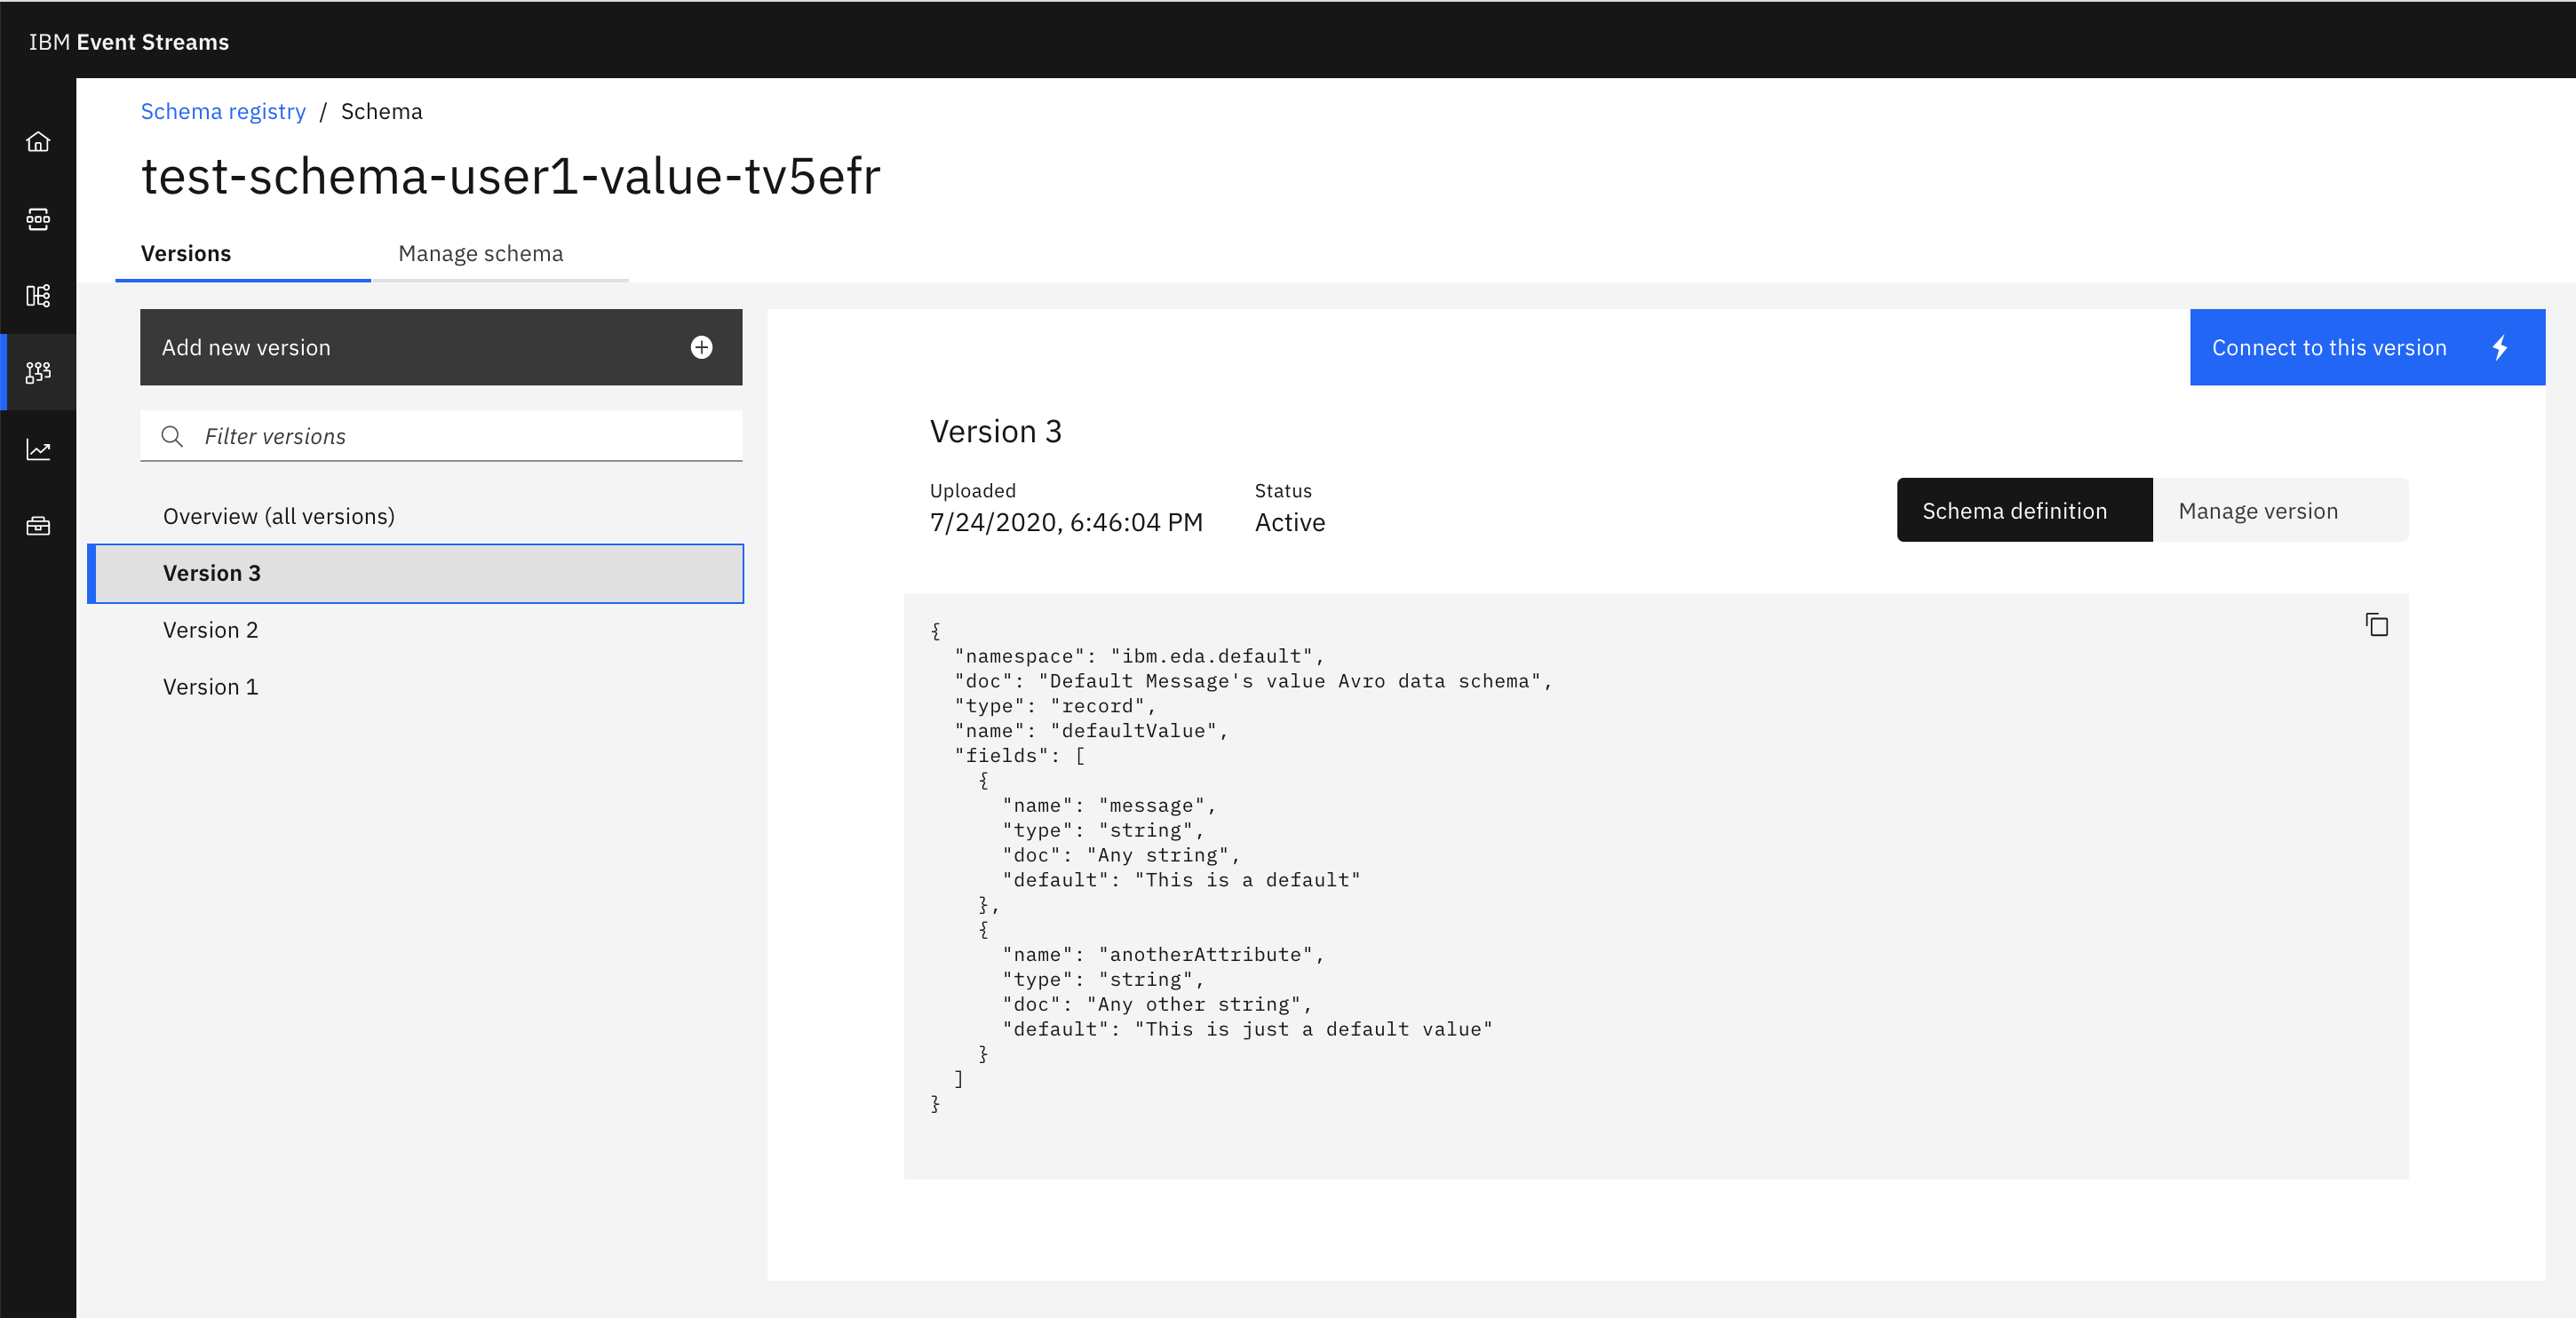 IBM Event Streams
Schema registry / Schema
test-schema-user1-value-tv5efr
Versions
Manage schema
Add new version
Filter versions
Overview (all versions)
Version 3
Version 2
Version 1
Connect to this version
Version 3
Uploaded
7/24/2020, 6:46:04 PM
Status
Active
Schema definition
Manage version
{
  "namespace": "ibm.eda.default",
  "doc": "Default Message's value Avro data schema",
  "type": "record",
  "name": "defaultValue",
  "fields": [
    {
      "name": "message",
      "type": "string",
      "doc": "Any string",
      "default": "This is a default"
    },
    {
      "name": "anotherAttribute",
      "type": "string",
      "doc": "Any other string",
      "default": "This is just a default value"
    }
  ]
}